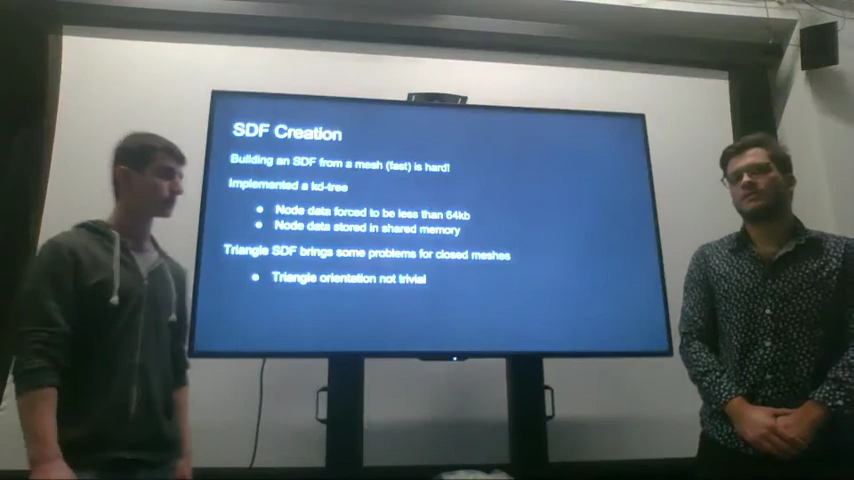 SDF Creation
Building an SDF from a mesh (fast) is hard!
Implemented a kd-tree
● Node data forced to be less than 64kb
● Node data stored in shared memory
Triangle SDF brings some problems for closed meshes
● Triangle orientation not trivial